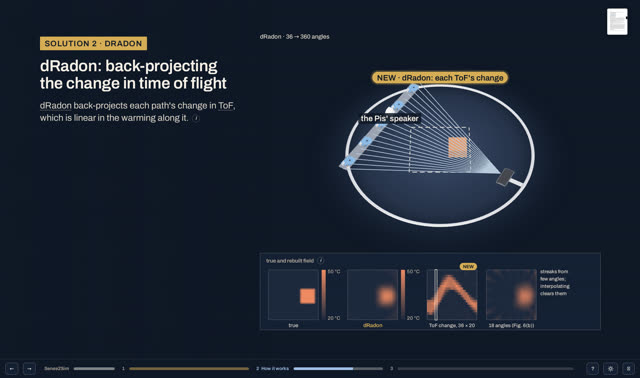 SOLUTION 2 · DRADON
dRadon: back-projecting
the change in time of flight
dRadon back-projects each path's change in ToF,
which is linear in the warming along it.
dRadon · 36 → 360 angles
NEW · dRadon: each ToF's change
the Pis' speaker
true and rebuilt field
NEW
50 °C
50 °C
20 °C
20 °C
streaks from
few angles;
interpolating
clears them
true
dRadon
ToF change, 36 × 20
18 angles (Fig. 6(b))
← → Sense2Slint 1 2 How it works 3 ?